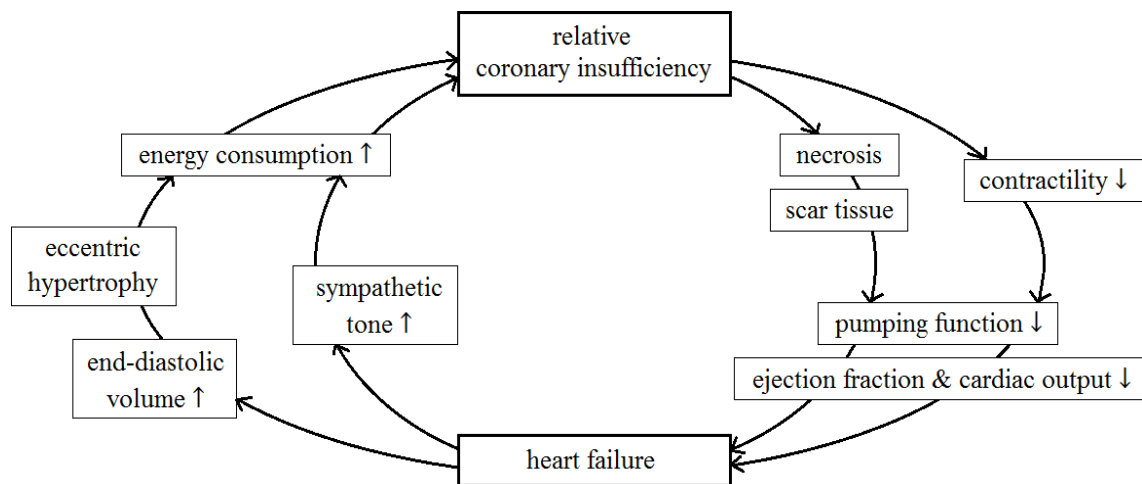 relative
coronary insufficiency
energy consumption ↑
necrosis
contractility ↓
scar tissue
eccentric
hypertrophy
sympathetic
tone ↑
pumping function ↓
end-diastolic
volume ↑
ejection fraction & cardiac output ↓
heart failure